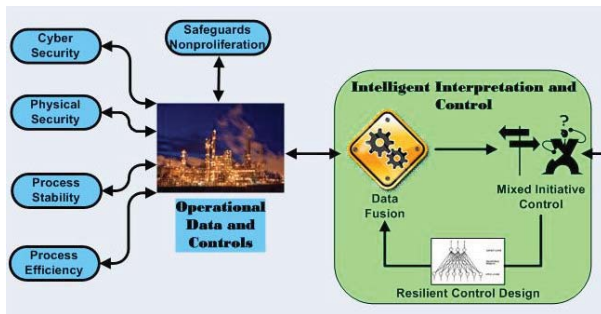 Cyber
Security
Safeguards
Nonproliferation
Physical
Security
Process
Stability
Process
Efficiency
Operational
Data and
Controls
Intelligent Interpretation and
Control
?
Data
Fusion
Mixed Initiative
Control
Resilient Control Design